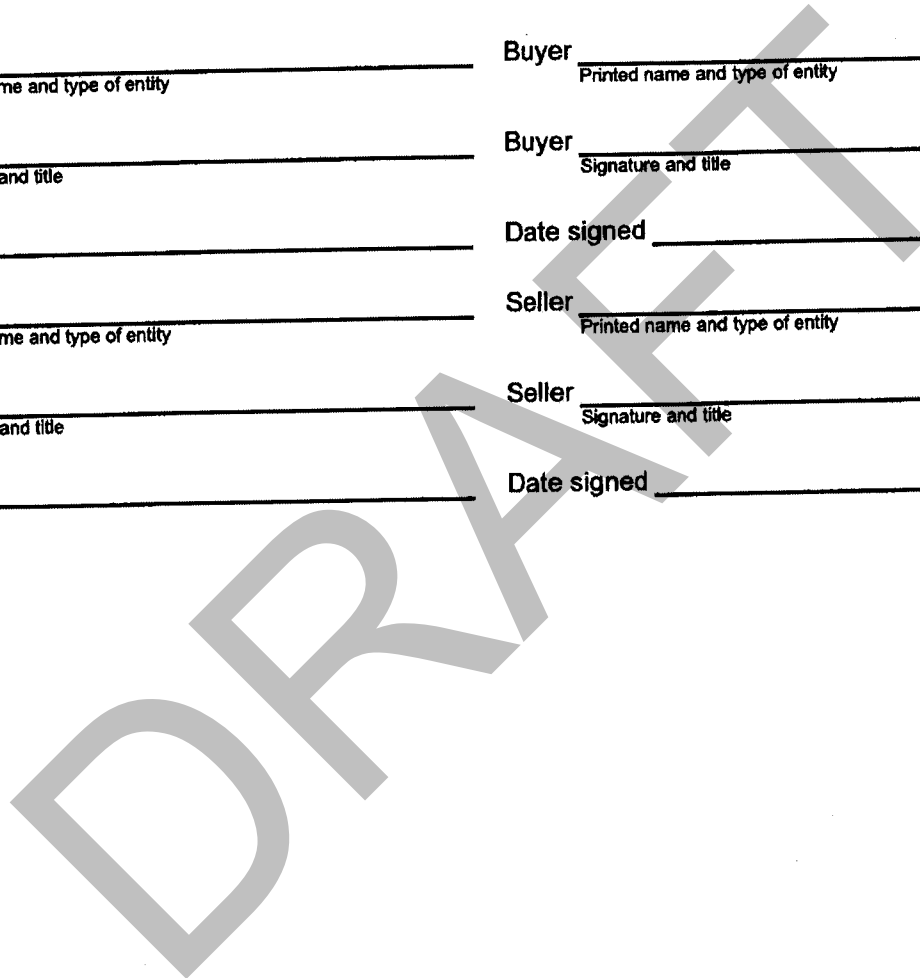 Buyer
me and type of entity
Printed name and type of entity
Buyer
and title
Signature and title
Date signed
Seller
me and type of entity
Printed name and type of entity
Seller
and title
Signature and title
Date signed
DRAFT